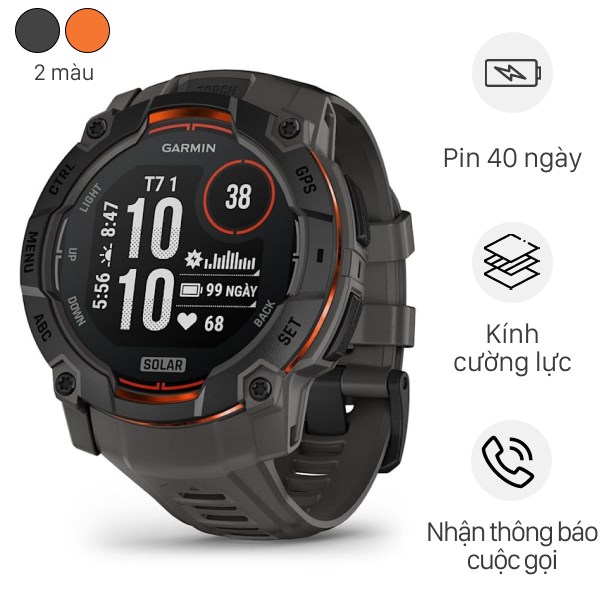 2 màu
TORCH
GARMIN
CTRL
LIGHT
GPS
MENU
UP
DOWN
ABC
BACK
SET
T7 1
38
10
10
5:56
8:47
99 NGÀY
68
SOLAR
Pin 40 ngày
Kính
cường lực
Nhận thông báo
cuộc gọi